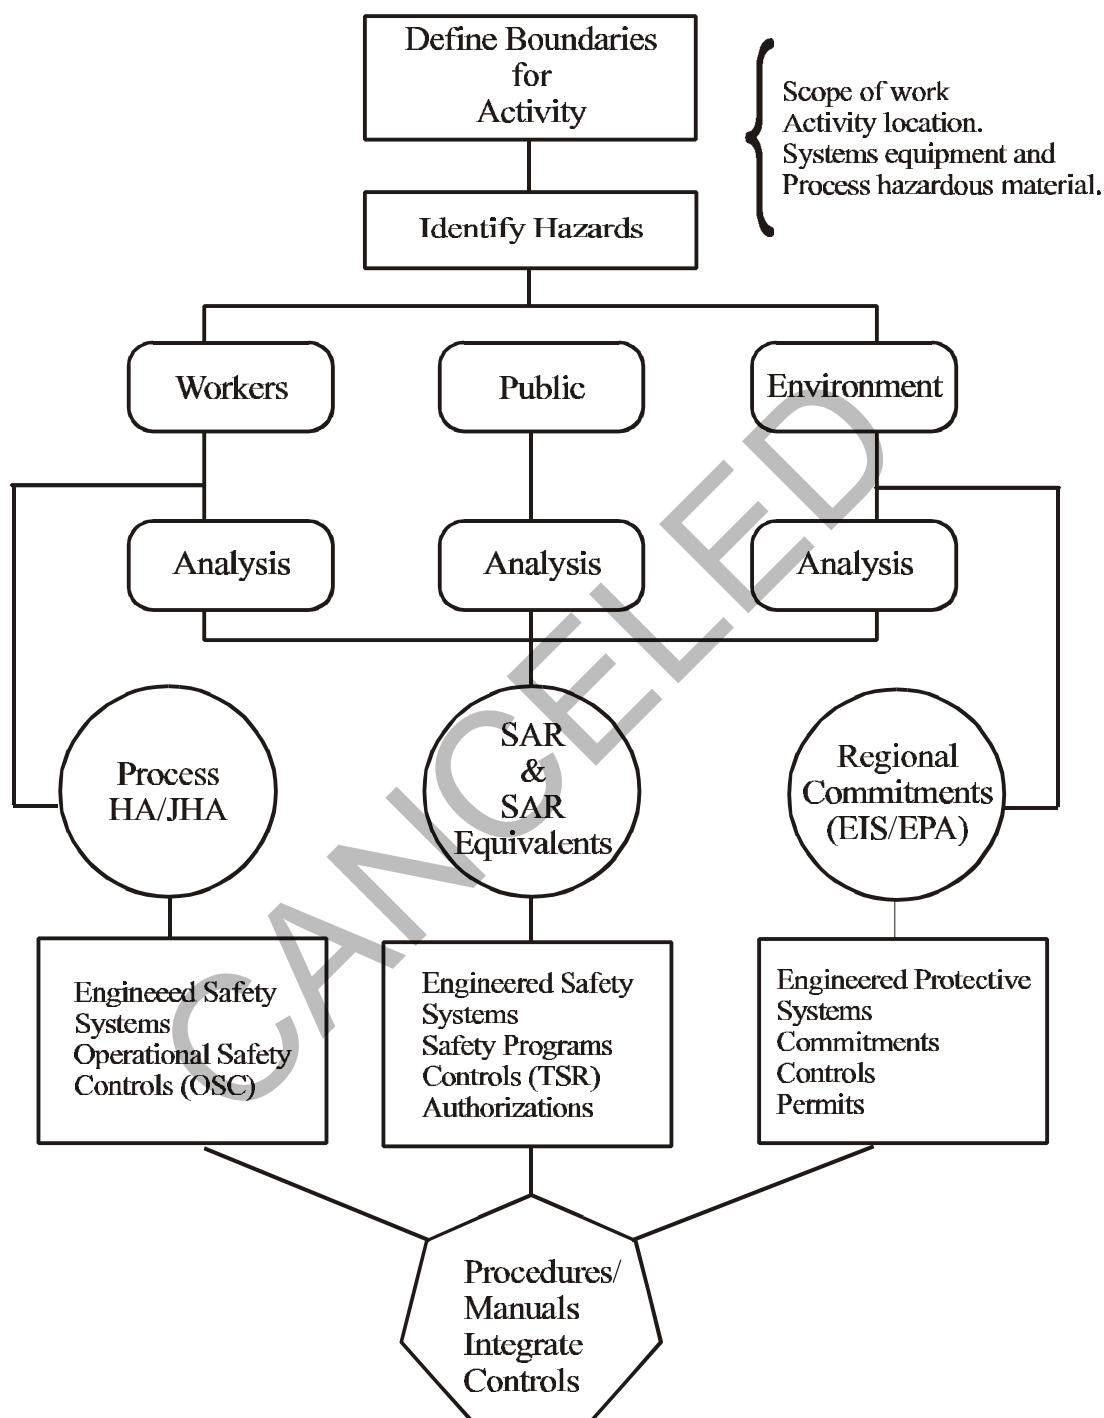 Define Boundaries
for
Activity
Scope of work
Activity location.
Systems equipment and
Process hazardous material.
Identify Hazards
Workers
Public
Environment
Analysis
Analysis
Analysis
Process
HA/JHA
SAR
&
SAR
Equivalents
Regional
Commitments
(EIS/EPA)
Engineeed Safety
Systems
Operational Safety
Controls (OSC)
Engineered Safety
Systems
Safety Programs
Controls (TSR)
Authorizations
Engineered Protective
Systems
Commitments
Controls
Permits
Procedures/
Manuals
Integrate
Controls
CANCELED